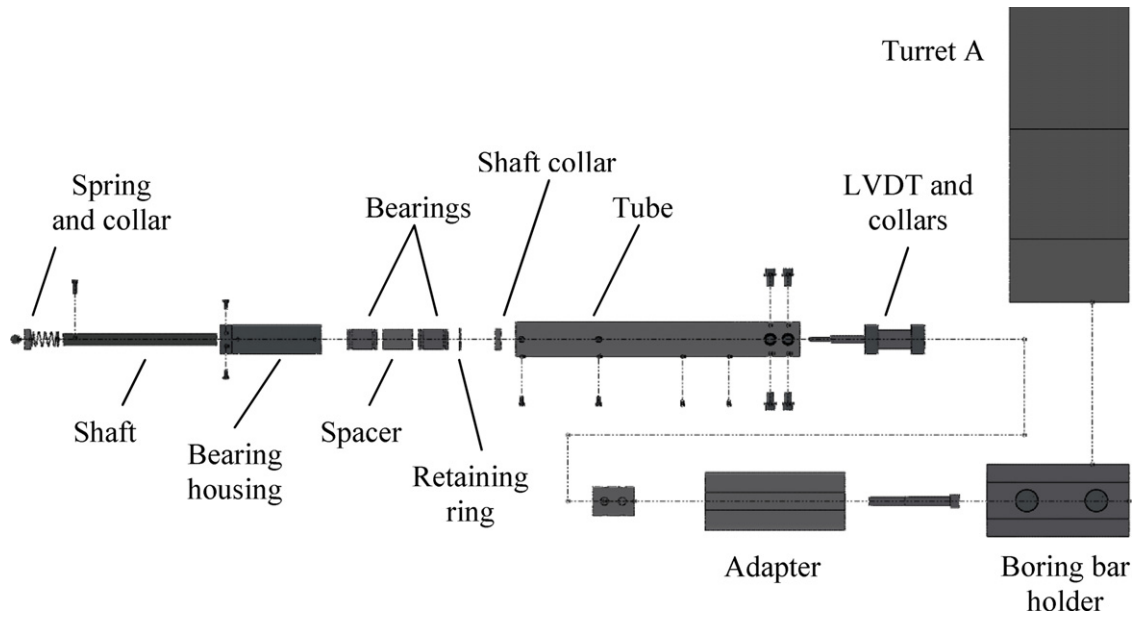 Turret A
Shaft collar
Spring
and collar
Bearings
Tube
LVDT and
collars
Shaft
Bearing
housing
Spacer
Retaining
ring
Adapter
Boring bar
holder